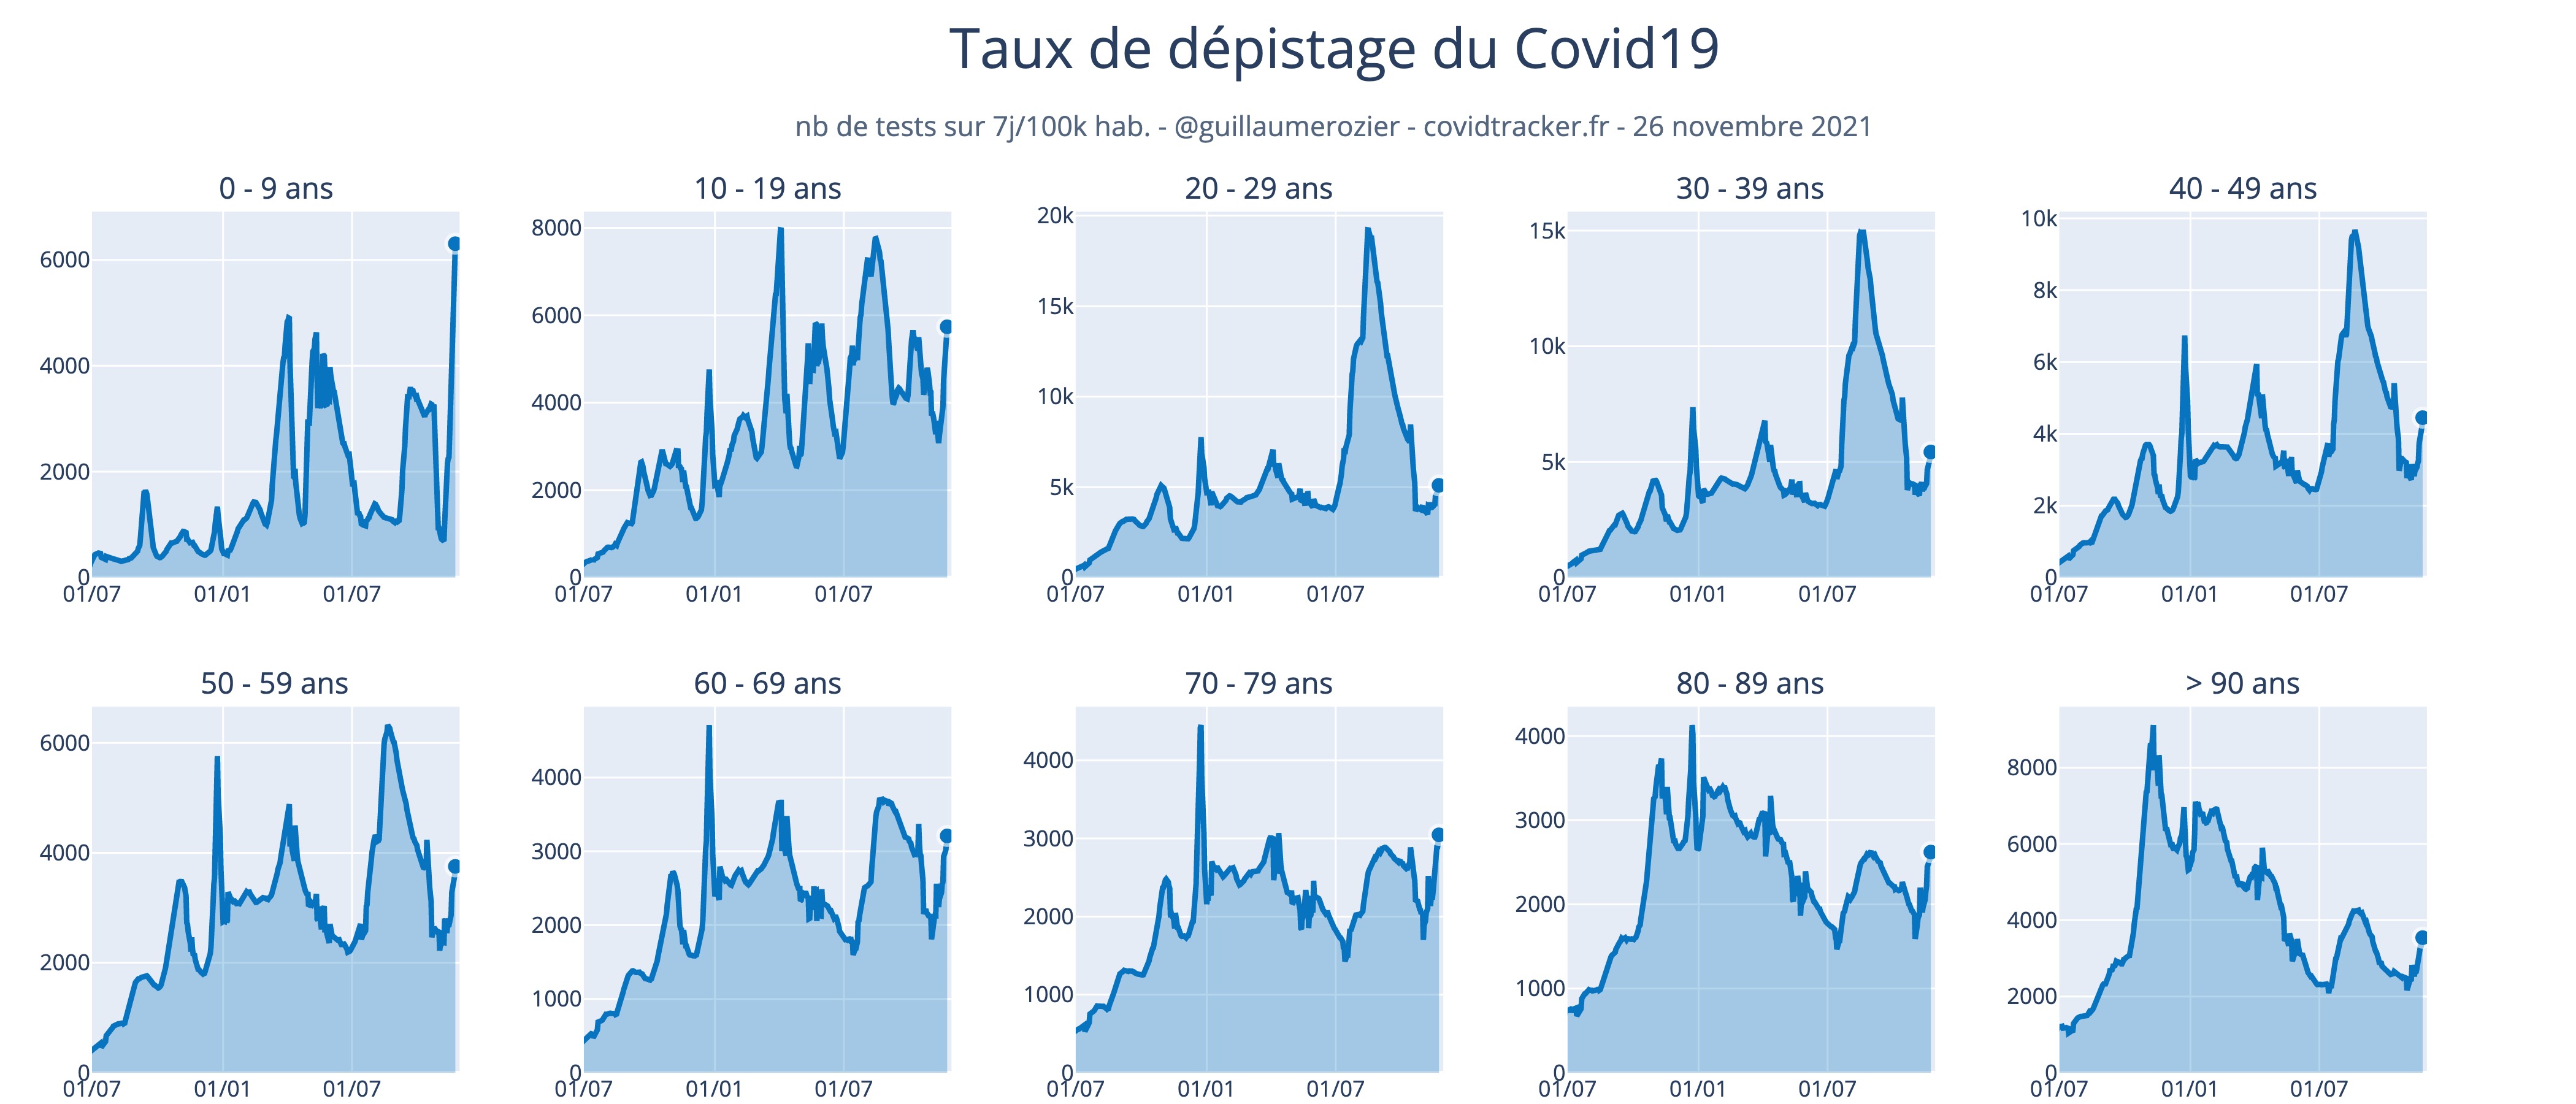 Taux de dépistage du Covid19
nb de tests sur 7j/100k hab. - @guillaumerozier - covidtracker.fr - 26 novembre 2021
0 - 9 ans
6000
4000
2000
0
01/07 01/01 01/07
10 - 19 ans
8000
6000
4000
2000
0
01/07 01/01 01/07
20 - 29 ans
20k
15k
10k
5k
0
01/07 01/01 01/07
30 - 39 ans
15k
10k
5k
0
01/07 01/01 01/07
40 - 49 ans
10k
8k
6k
4k
2k
0
01/07 01/01 01/07
50 - 59 ans
6000
4000
2000
0
01/07 01/01 01/07
60 - 69 ans
4000
3000
2000
1000
0
01/07 01/01 01/07
70 - 79 ans
4000
3000
2000
1000
0
01/07 01/01 01/07
80 - 89 ans
4000
3000
2000
1000
0
01/07 01/01 01/07
> 90 ans
8000
6000
4000
2000
0
01/07 01/01 01/07